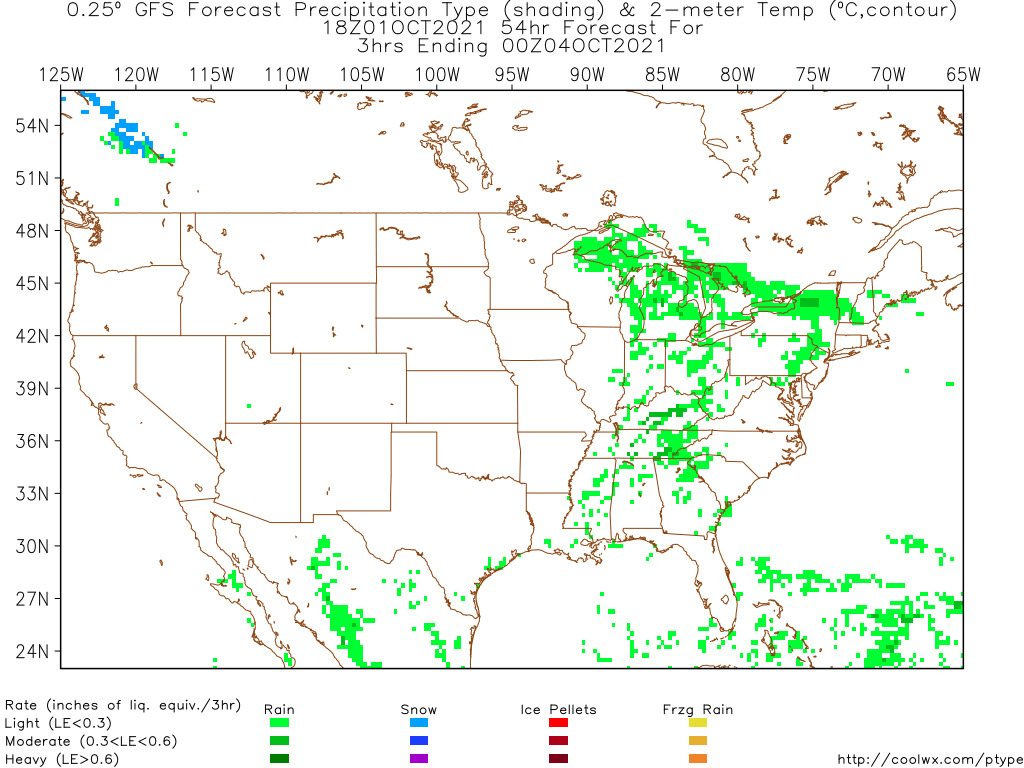 0.25º GFS Forecast Precipitation Type (shading) & 2-meter Temp (ºC,contour)
18Z01OCT2021 54hr Forecast For
3hrs Ending 00Z04OCT2021
125W 120W 115W 110W 105W 100W 95W 90W 85W 80W 75W 70W 65W
54N
51N
48N
45N
42N
39N
36N
33N
30N
27N
24N
Rate (inches of liq. equiv./3hr) Rain Snow Ice Pellets Frzg Rain
Light (LE<0.3)
Moderate (0.3<LE<0.6)
Heavy (LE>0.6)
http://coolwx.com/ptype